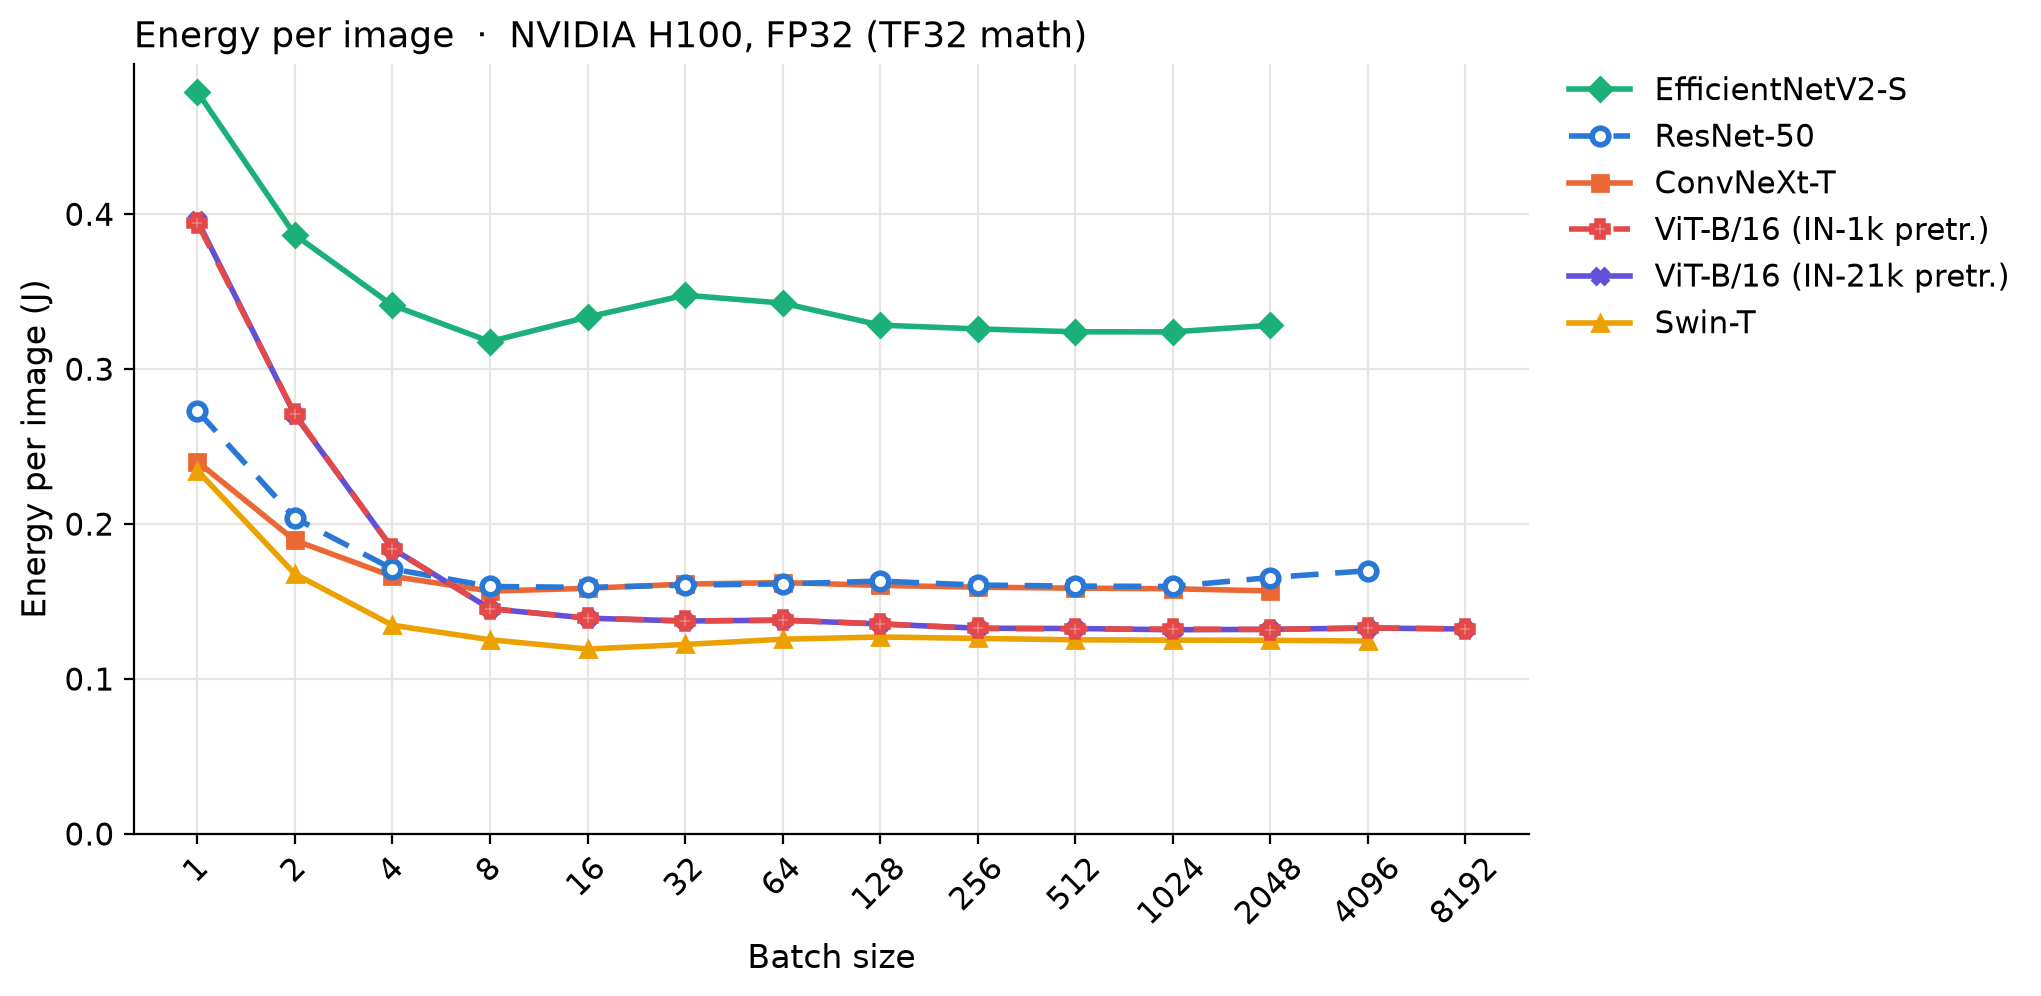 Energy per image · NVIDIA H100, FP32 (TF32 math)
EfficientNetV2-S
ResNet-50
ConvNeXt-T
ViT-B/16 (IN-1k pretr.)
ViT-B/16 (IN-21k pretr.)
Swin-T
Energy per image (J)
0.4
0.3
0.2
0.1
0.0
1 2 4 8 16 32 64 128 256 512 1024 2048 4096 8192
Batch size